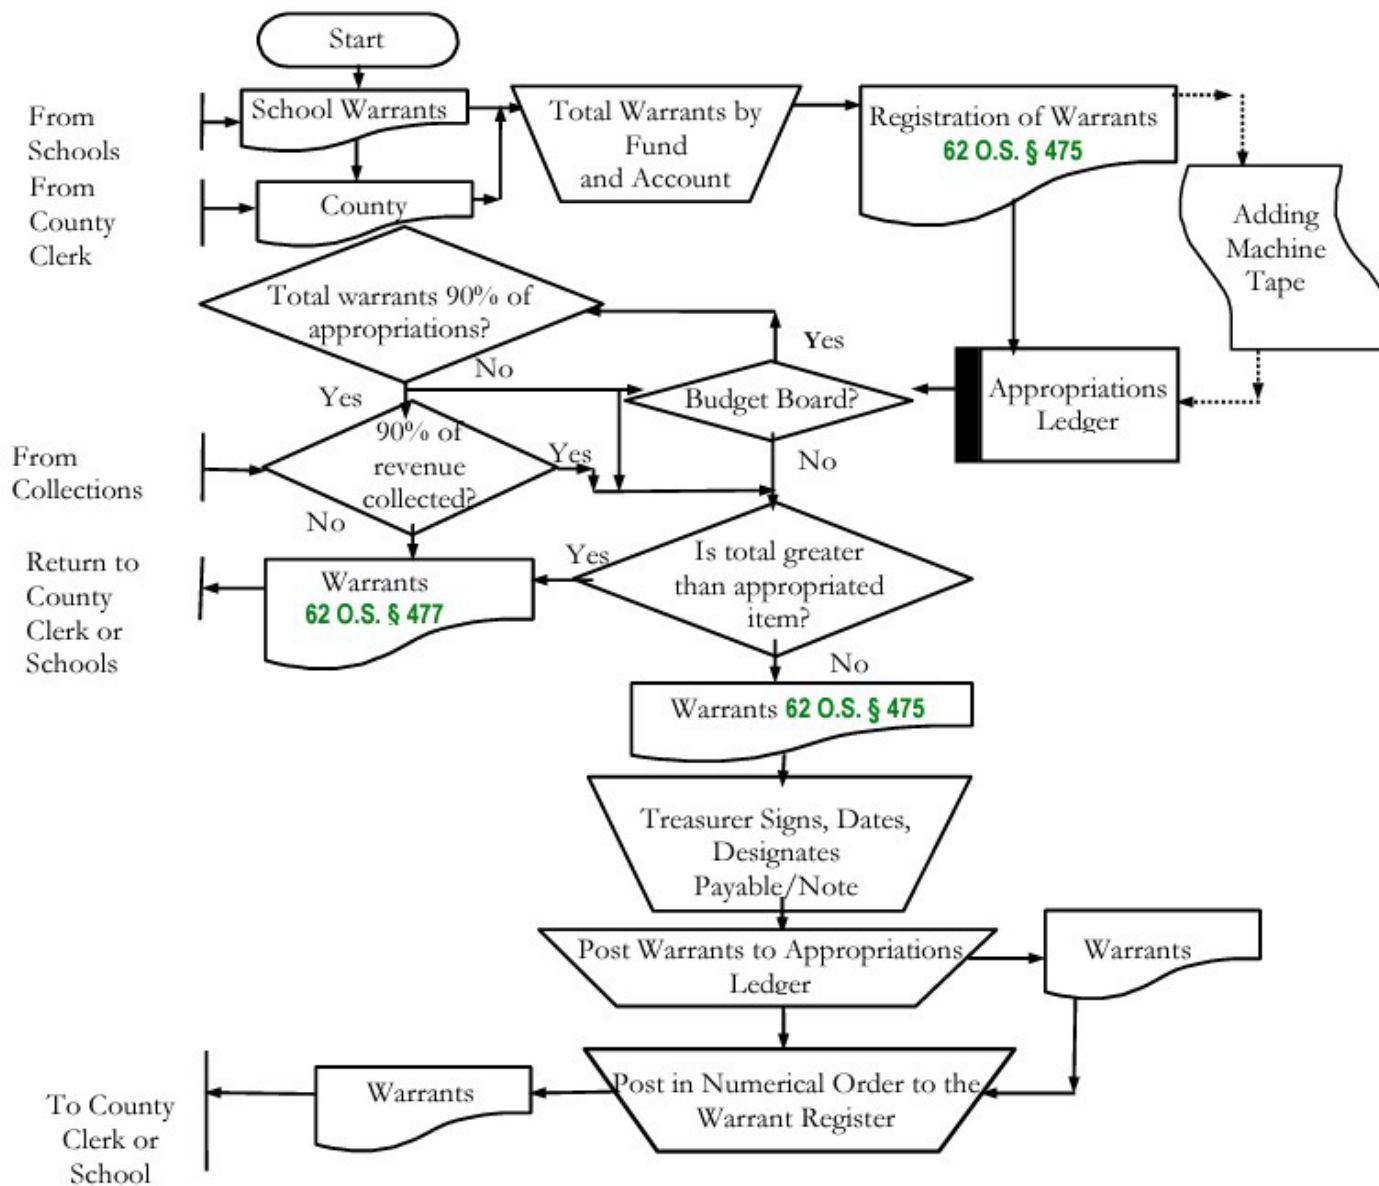 Start
From
Schools
School Warrants
Total Warrants by
Fund
and Account
Registration of Warrants
62 O.S. § 475
From
County
Clerk
County
Adding
Machine
Tape
Total warrants 90% of
appropriations?
Yes
No
Yes
Budget Board?
No
Appropriations
Ledger
From
Collections
90% of
revenue
collected?
Yes
No
Is total greater
than appropriated
item?
Yes
No
Return to
County
Clerk or
Schools
Warrants
62 O.S. § 477
Warrants 62 O.S. § 475
Treasurer Signs, Dates,
Designates
Payable/Note
Post Warrants to Appropriations
Ledger
Warrants
Post in Numerical Order to the
Warrant Register
Warrants
To County
Clerk or
School